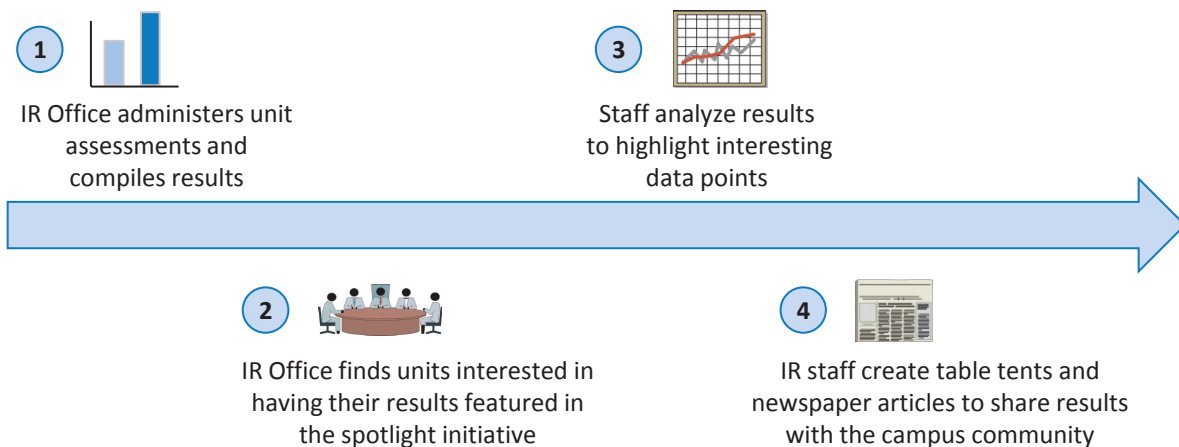 1
IR Office administers unit
assessments and
compiles results
2
IR Office finds units interested in
having their results featured in
the spotlight initiative
3
Staff analyze results
to highlight interesting
data points
4
IR staff create table tents and
newspaper articles to share results
with the campus community